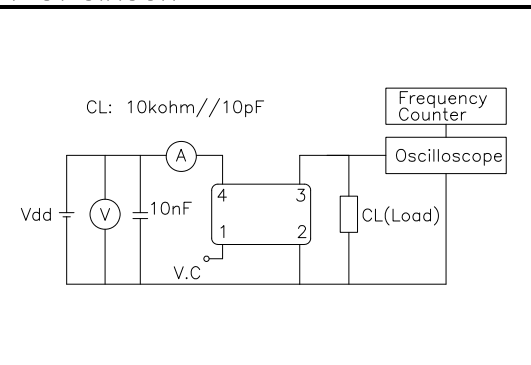 CL: 10kohm//10pF
Frequency
Counter
Oscilloscope
A
4
3
Vdd
V
10nF
CL(Load)
1
2
V.C